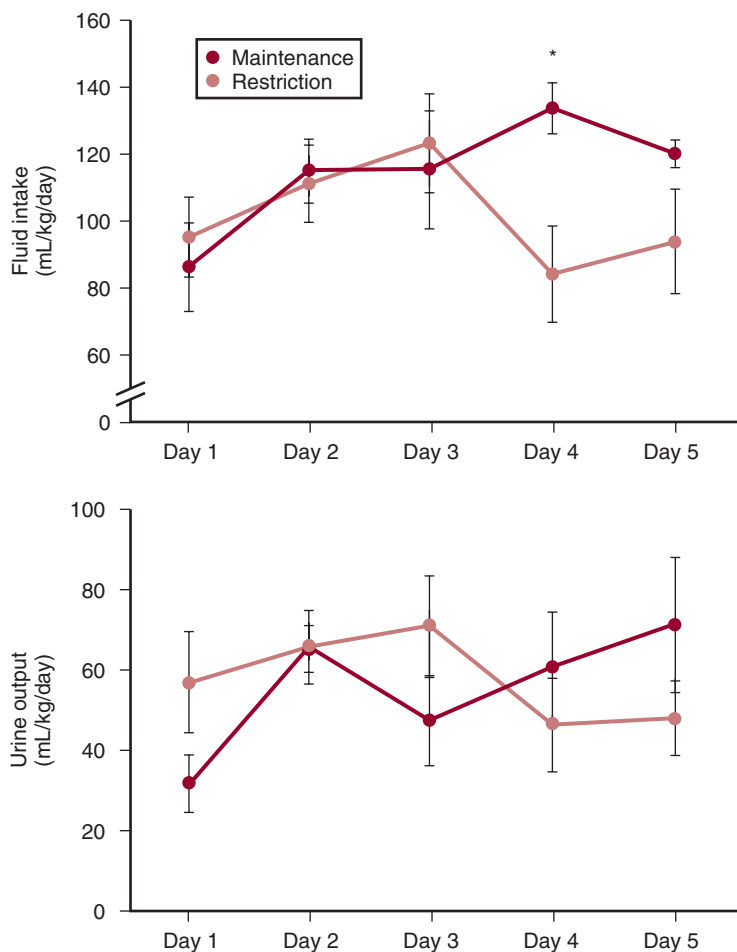 160
140
120
100
80
60
0
Fluid intake
(mL/kg/day)
Maintenance
Restriction
*
Day 1 Day 2 Day 3 Day 4 Day 5
100
80
60
40
20
0
Urine output
(mL/kg/day)
Day 1 Day 2 Day 3 Day 4 Day 5